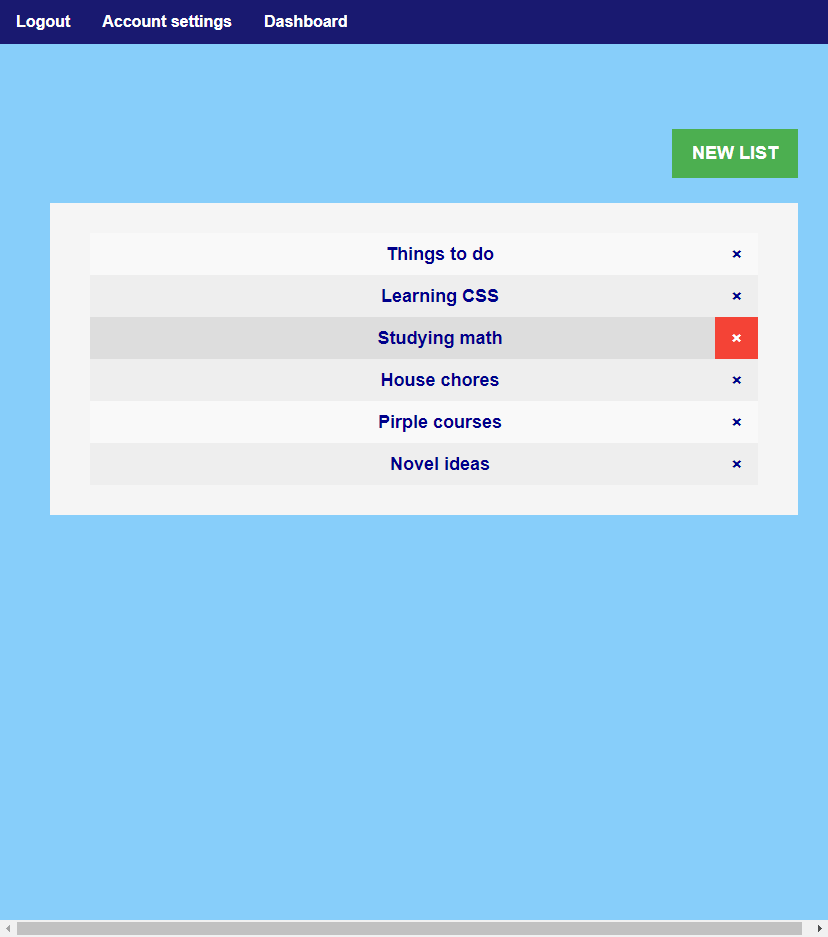 Logout Account settings Dashboard
NEW LIST
Things to do ×
Learning CSS ×
Studying math ×
House chores ×
Pirple courses ×
Novel ideas ×